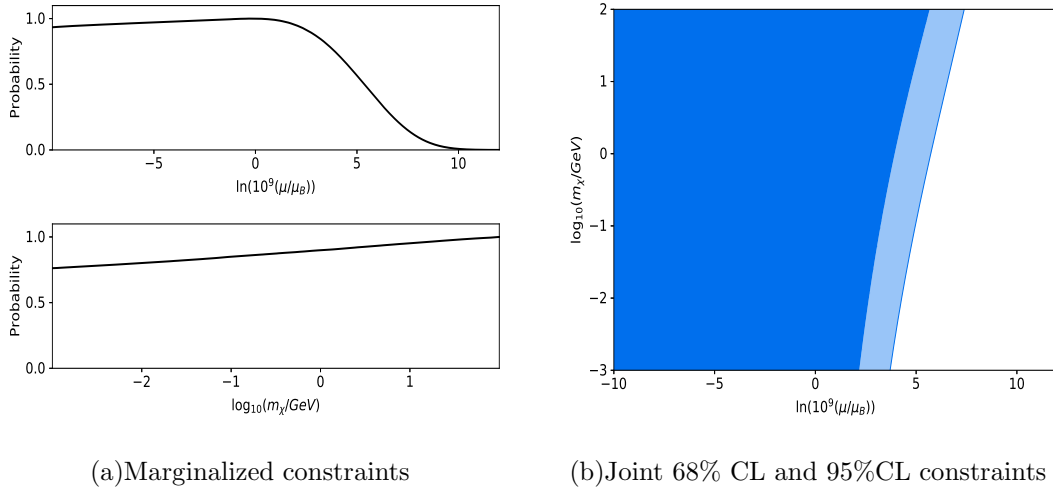 1.0
0.5
0.0
Probability
−5 0 5 10
ln(10⁹(μ/μ_B))
1.0
0.5
0.0
Probability
−2 −1 0 1
log₁₀(m_χ/GeV)
(a)Marginalized constraints
2
1
0
−1
−2
−3
log₁₀(m_χ/GeV)
−10 −5 0 5 10
ln(10⁹(μ/μ_B))
(b)Joint 68% CL and 95%CL constraints